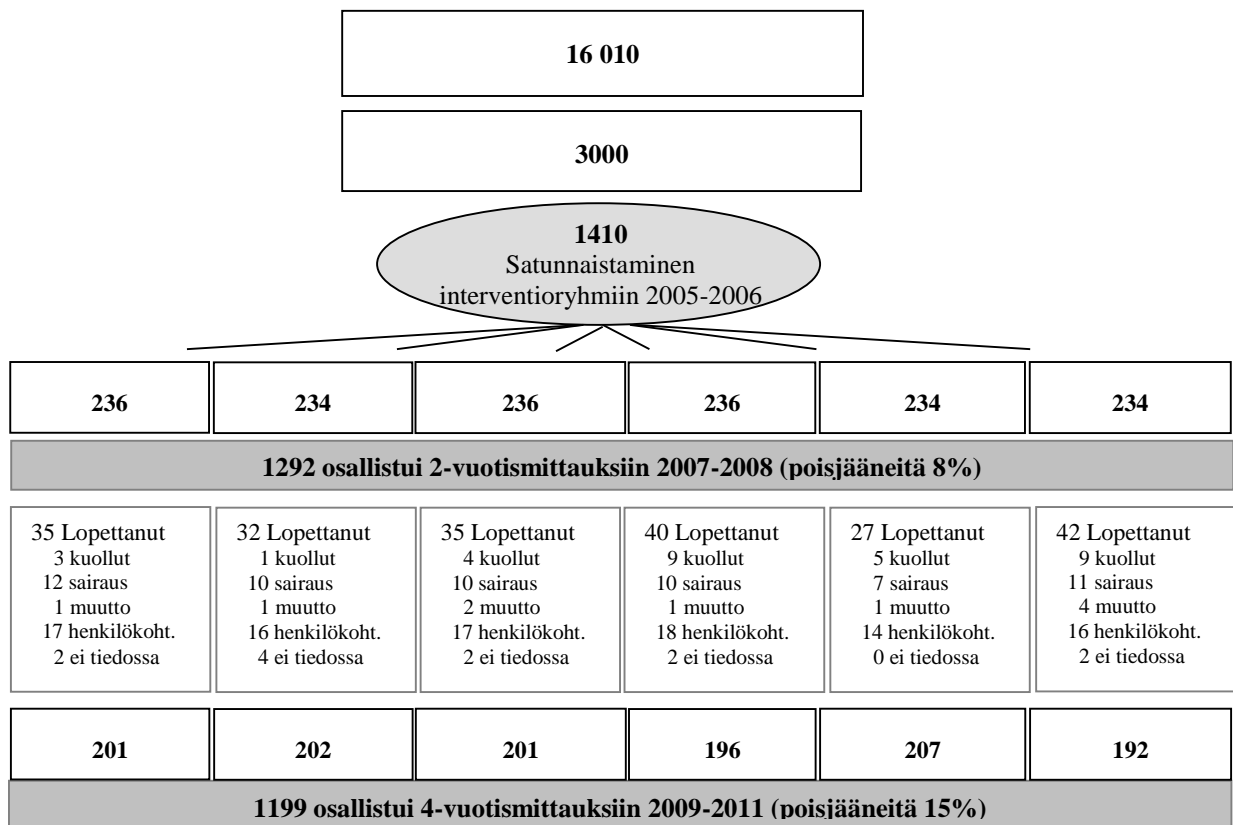 16 010
3000
1410
Satunnaistaminen
interventioryhmiin 2005-2006
236
234
236
236
234
234
1292 osallistui 2-vuotismittauksiin 2007-2008 (poisjääneitä 8%)
35 Lopettanut
3 kuollut
12 sairaus
1 muutto
17 henkilökoht.
2 ei tiedossa
32 Lopettanut
1 kuollut
10 sairaus
1 muutto
16 henkilökoht.
4 ei tiedossa
35 Lopettanut
4 kuollut
10 sairaus
2 muutto
17 henkilökoht.
2 ei tiedossa
40 Lopettanut
9 kuollut
10 sairaus
1 muutto
18 henkilökoht.
2 ei tiedossa
27 Lopettanut
5 kuollut
7 sairaus
1 muutto
14 henkilökoht.
0 ei tiedossa
42 Lopettanut
9 kuollut
11 sairaus
4 muutto
16 henkilökoht.
2 ei tiedossa
201
202
201
196
207
192
1199 osallistui 4-vuotismittauksiin 2009-2011 (poisjääneitä 15%)